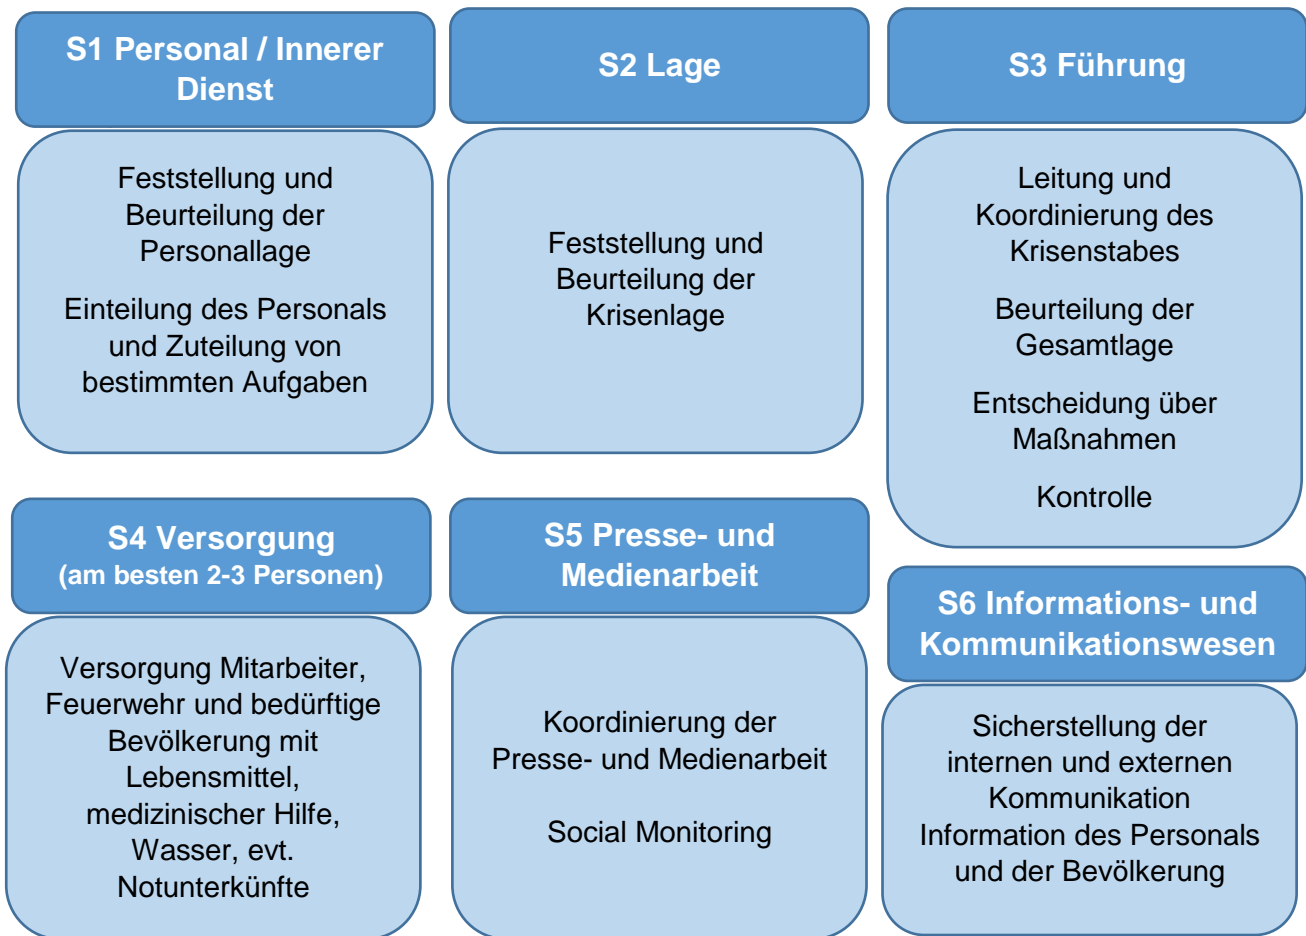 S1 Personal / Innerer
Dienst
Feststellung und
Beurteilung der
Personallage
Einteilung des Personals
und Zuteilung von
bestimmten Aufgaben
S2 Lage
Feststellung und
Beurteilung der
Krisenlage
S3 Führung
Leitung und
Koordinierung des
Krisenstabes
Beurteilung der
Gesamtlage
Entscheidung über
Maßnahmen
Kontrolle
S4 Versorgung
(am besten 2-3 Personen)
Versorgung Mitarbeiter,
Feuerwehr und bedürftige
Bevölkerung mit
Lebensmittel,
medizinischer Hilfe,
Wasser, evt.
Notunterkünfte
S5 Presse- und
Medienarbeit
Koordinierung der
Presse- und Medienarbeit
Social Monitoring
S6 Informations- und
Kommunikationswesen
Sicherstellung der
internen und externen
Kommunikation
Information des Personals
und der Bevölkerung